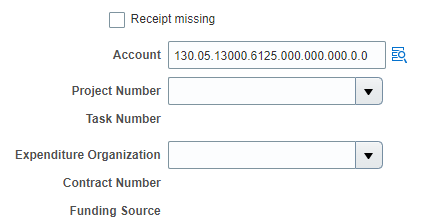 Receipt missing
Account 130.05.13000.6125.000.000.000.0.0
Project Number
Task Number
Expenditure Organization
Contract Number
Funding Source